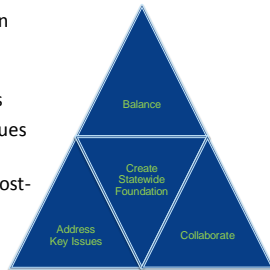 Balance
Create
Statewide
Foundation
Address
Key Issues
Collaborate